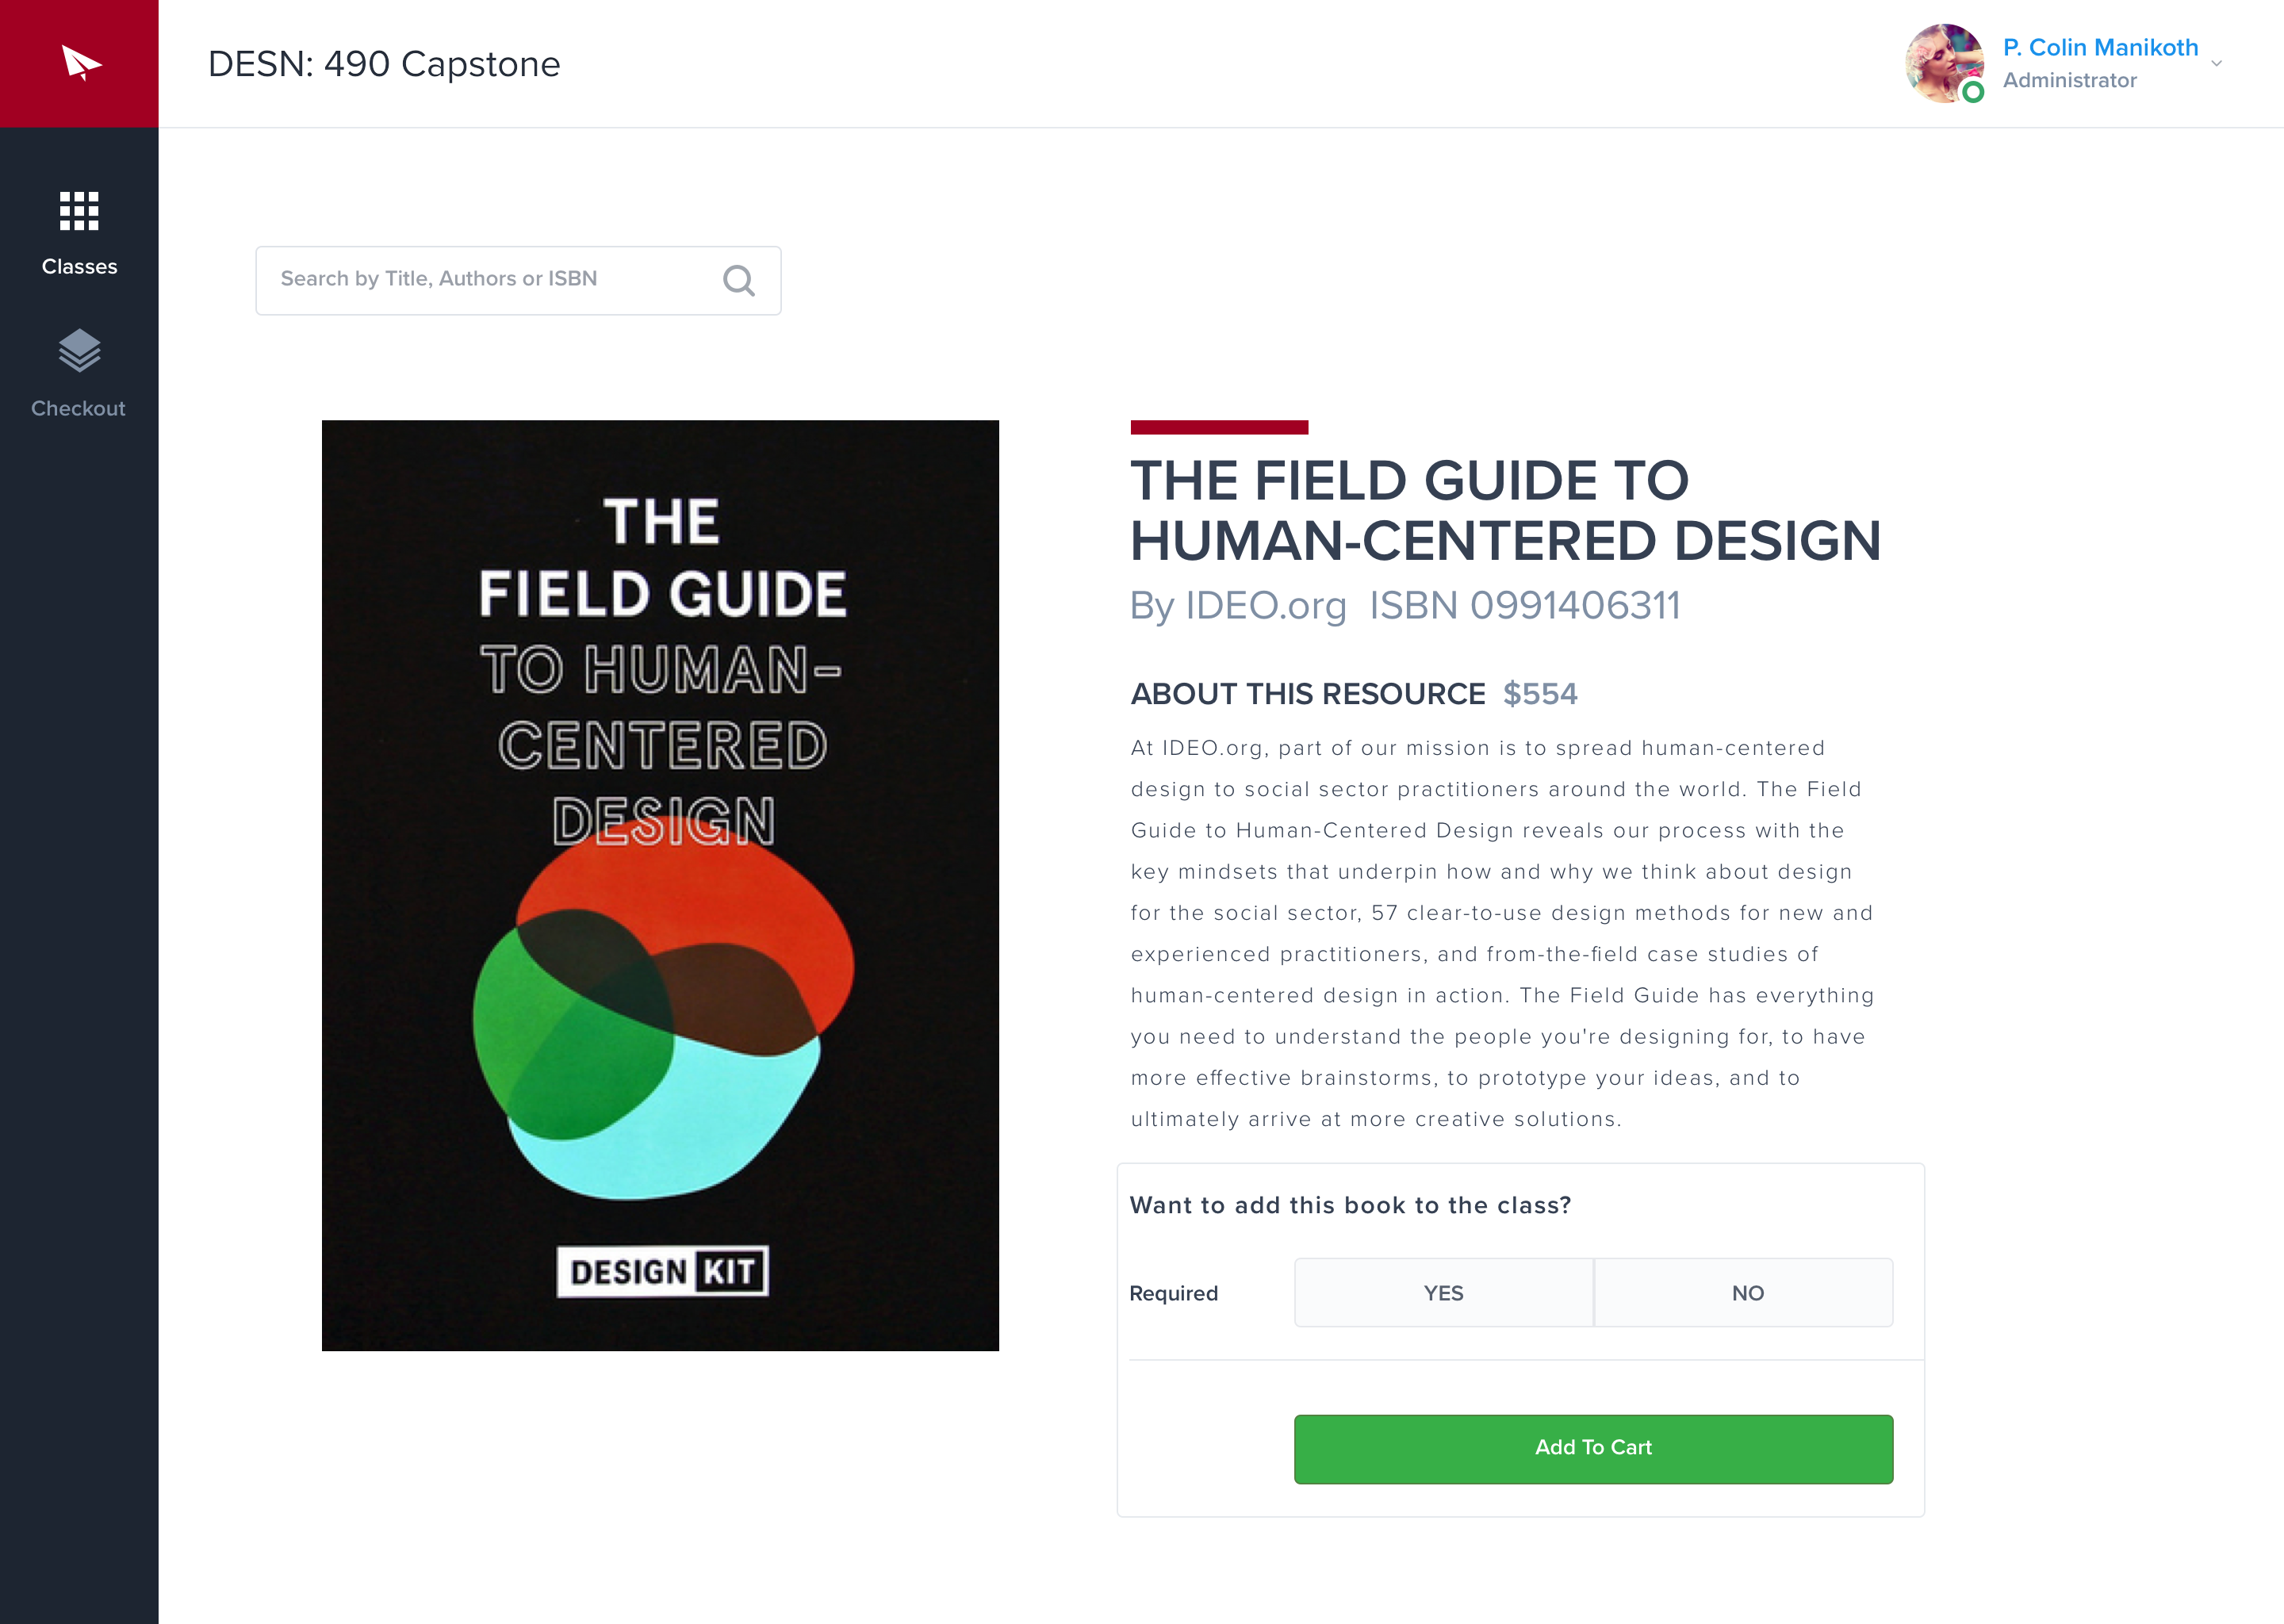 DESN: 490 Capstone
P. Colin Manikoth
Administrator
Classes
Checkout
Search by Title, Authors or ISBN
THE
FIELD GUIDE
TO HUMAN-
CENTERED
DESIGN
DESIGN KIT
THE FIELD GUIDE TO
HUMAN-CENTERED DESIGN
By IDEO.org ISBN 0991406311
ABOUT THIS RESOURCE $554
At IDEO.org, part of our mission is to spread human-centered
design to social sector practitioners around the world. The Field
Guide to Human-Centered Design reveals our process with the
key mindsets that underpin how and why we think about design
for the social sector, 57 clear-to-use design methods for new and
experienced practitioners, and from-the-field case studies of
human-centered design in action. The Field Guide has everything
you need to understand the people you're designing for, to have
more effective brainstorms, to prototype your ideas, and to
ultimately arrive at more creative solutions.
Want to add this book to the class?
Required YES NO
Add To Cart